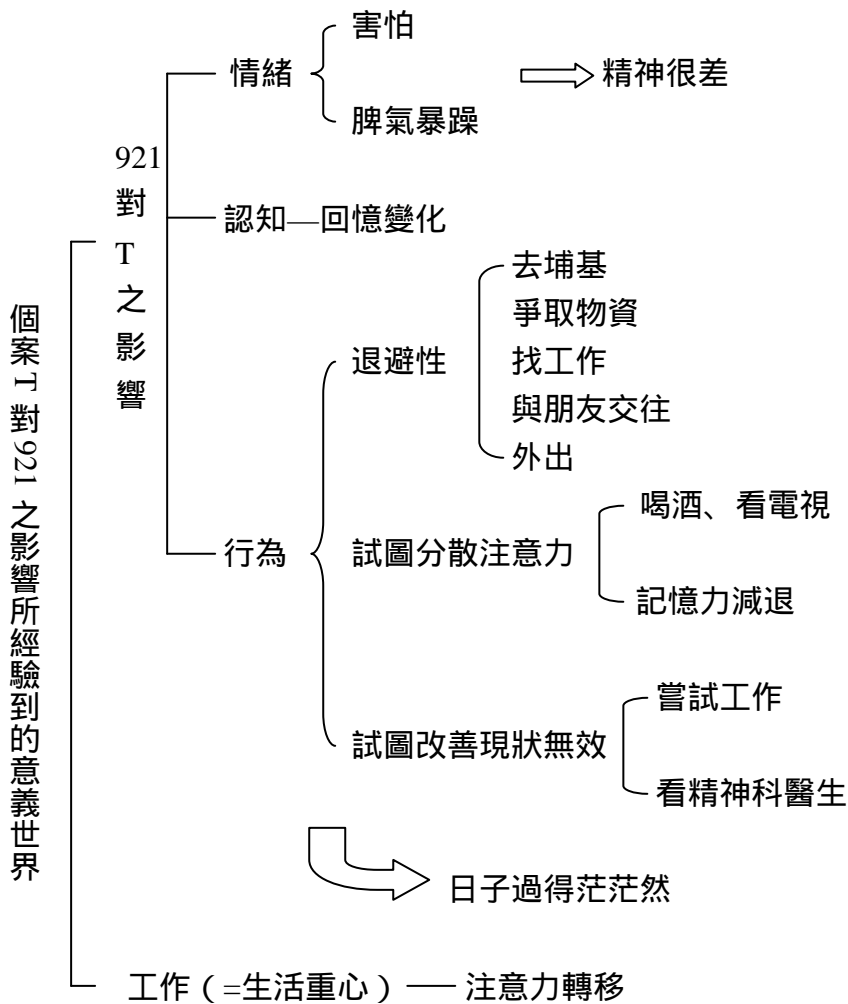 個案T對921之影響所經驗到的意義世界
921對T之影響
情緒
害怕
脾氣暴躁
精神很差
認知—回憶變化
行為
退避性
去埔基
爭取物資
找工作
與朋友交往
外出
試圖分散注意力
喝酒、看電視
記憶力減退
試圖改善現狀無效
嘗試工作
看精神科醫生
日子過得茫茫然
工作（=生活重心）—— 注意力轉移